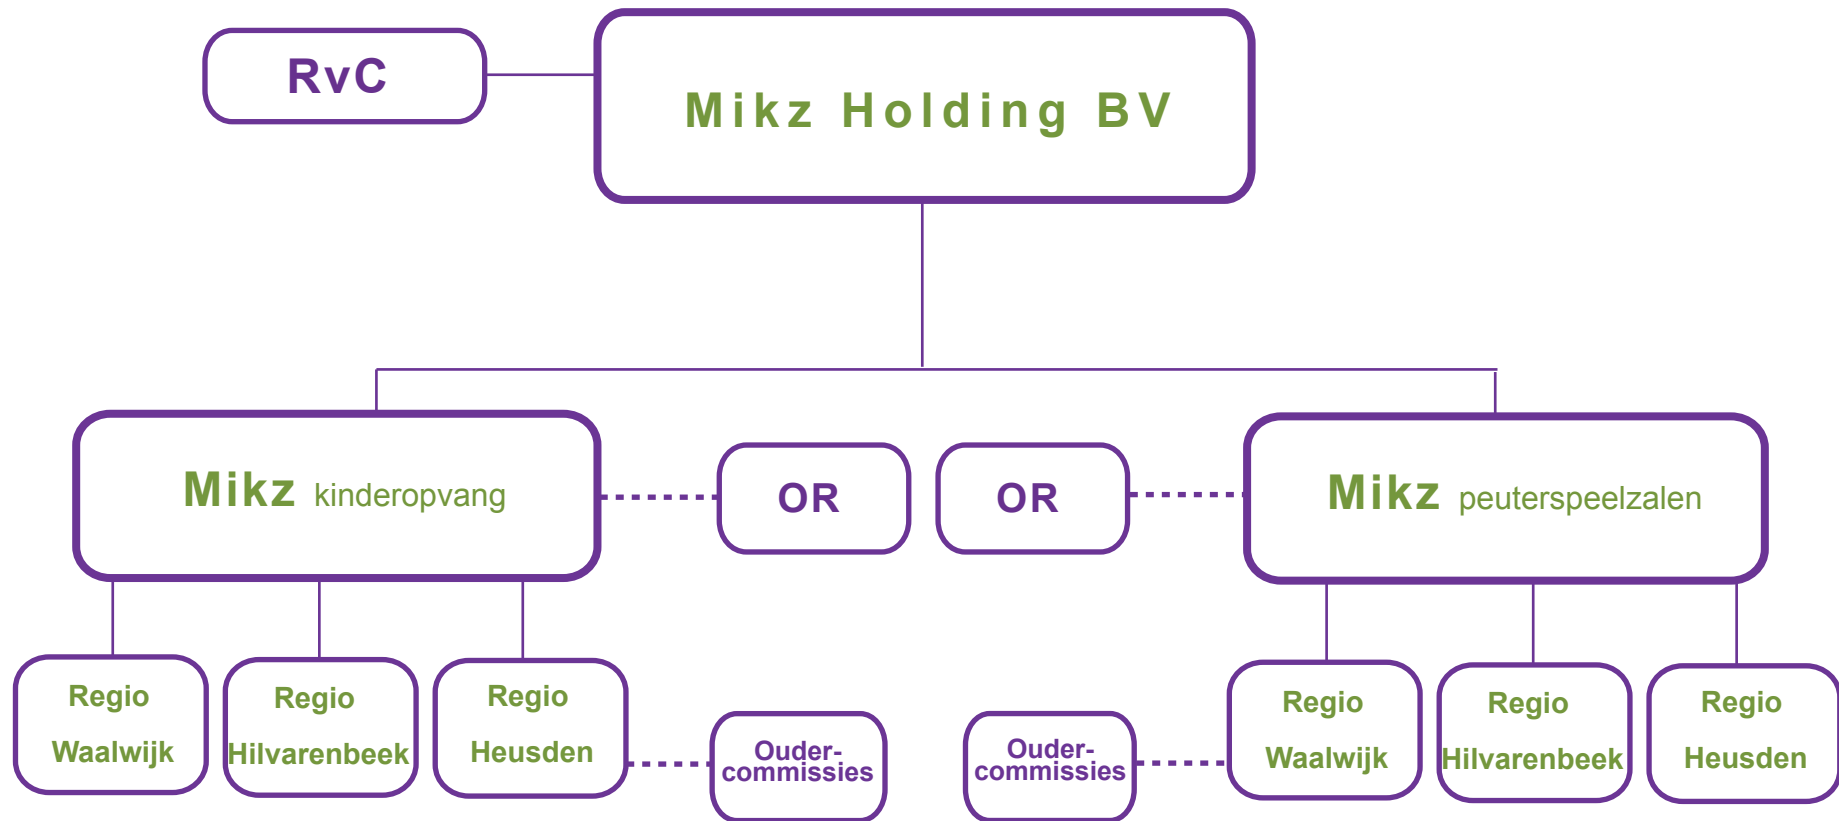 RvC
Mikz Holding BV
Mikz kinderopvang
OR
OR
Mikz peuterspeelzalen
Regio
Waalwijk
Regio
Hilvarenbeek
Regio
Heusden
Ouder-
commissies
Ouder-
commissies
Regio
Waalwijk
Regio
Hilvarenbeek
Regio
Heusden